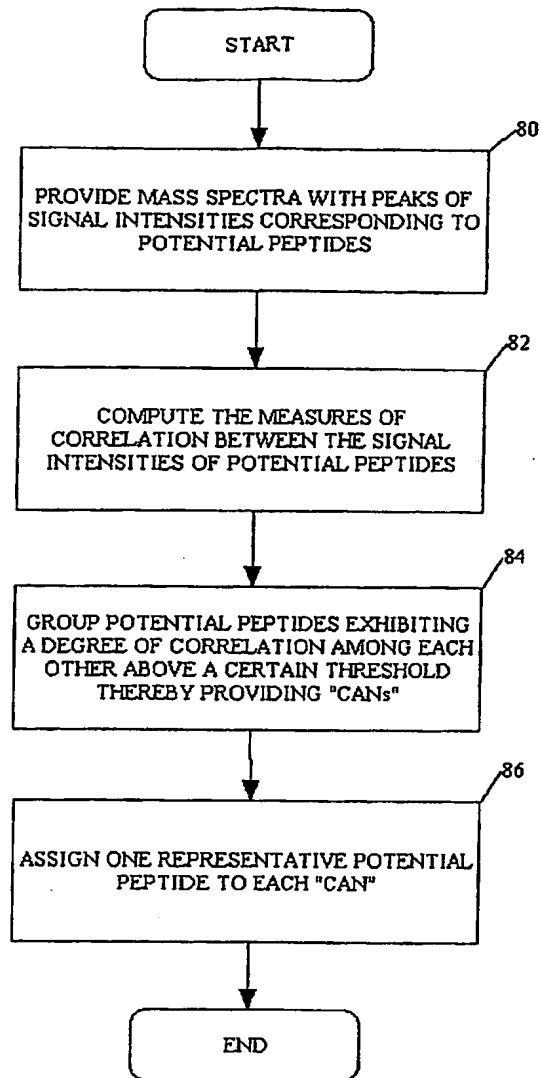 START
80
PROVIDE MASS SPECTRA WITH PEAKS OF
SIGNAL INTENSITIES CORRESPONDING TO
POTENTIAL PEPTIDES
82
COMPUTE THE MEASURES OF
CORRELATION BETWEEN THE SIGNAL
INTENSITIES OF POTENTIAL PEPTIDES
84
GROUP POTENTIAL PEPTIDES EXHIBITING
A DEGREE OF CORRELATION AMONG EACH
OTHER ABOVE A CERTAIN THRESHOLD
THEREBY PROVIDING "CANs"
86
ASSIGN ONE REPRESENTATIVE POTENTIAL
PEPTIDE TO EACH "CAN"
END